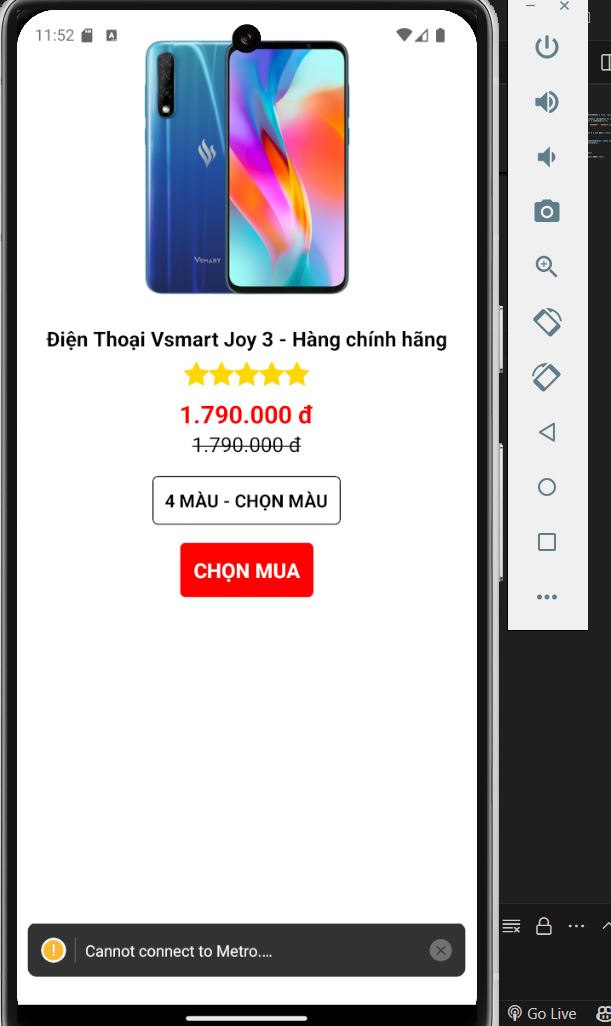 11:52
VSMART
Điện Thoại Vsmart Joy 3 - Hàng chính hãng
1.790.000 đ
1.790.000 đ
4 MÀU - CHỌN MÀU
CHỌN MUA
Cannot connect to Metro....
Go Live